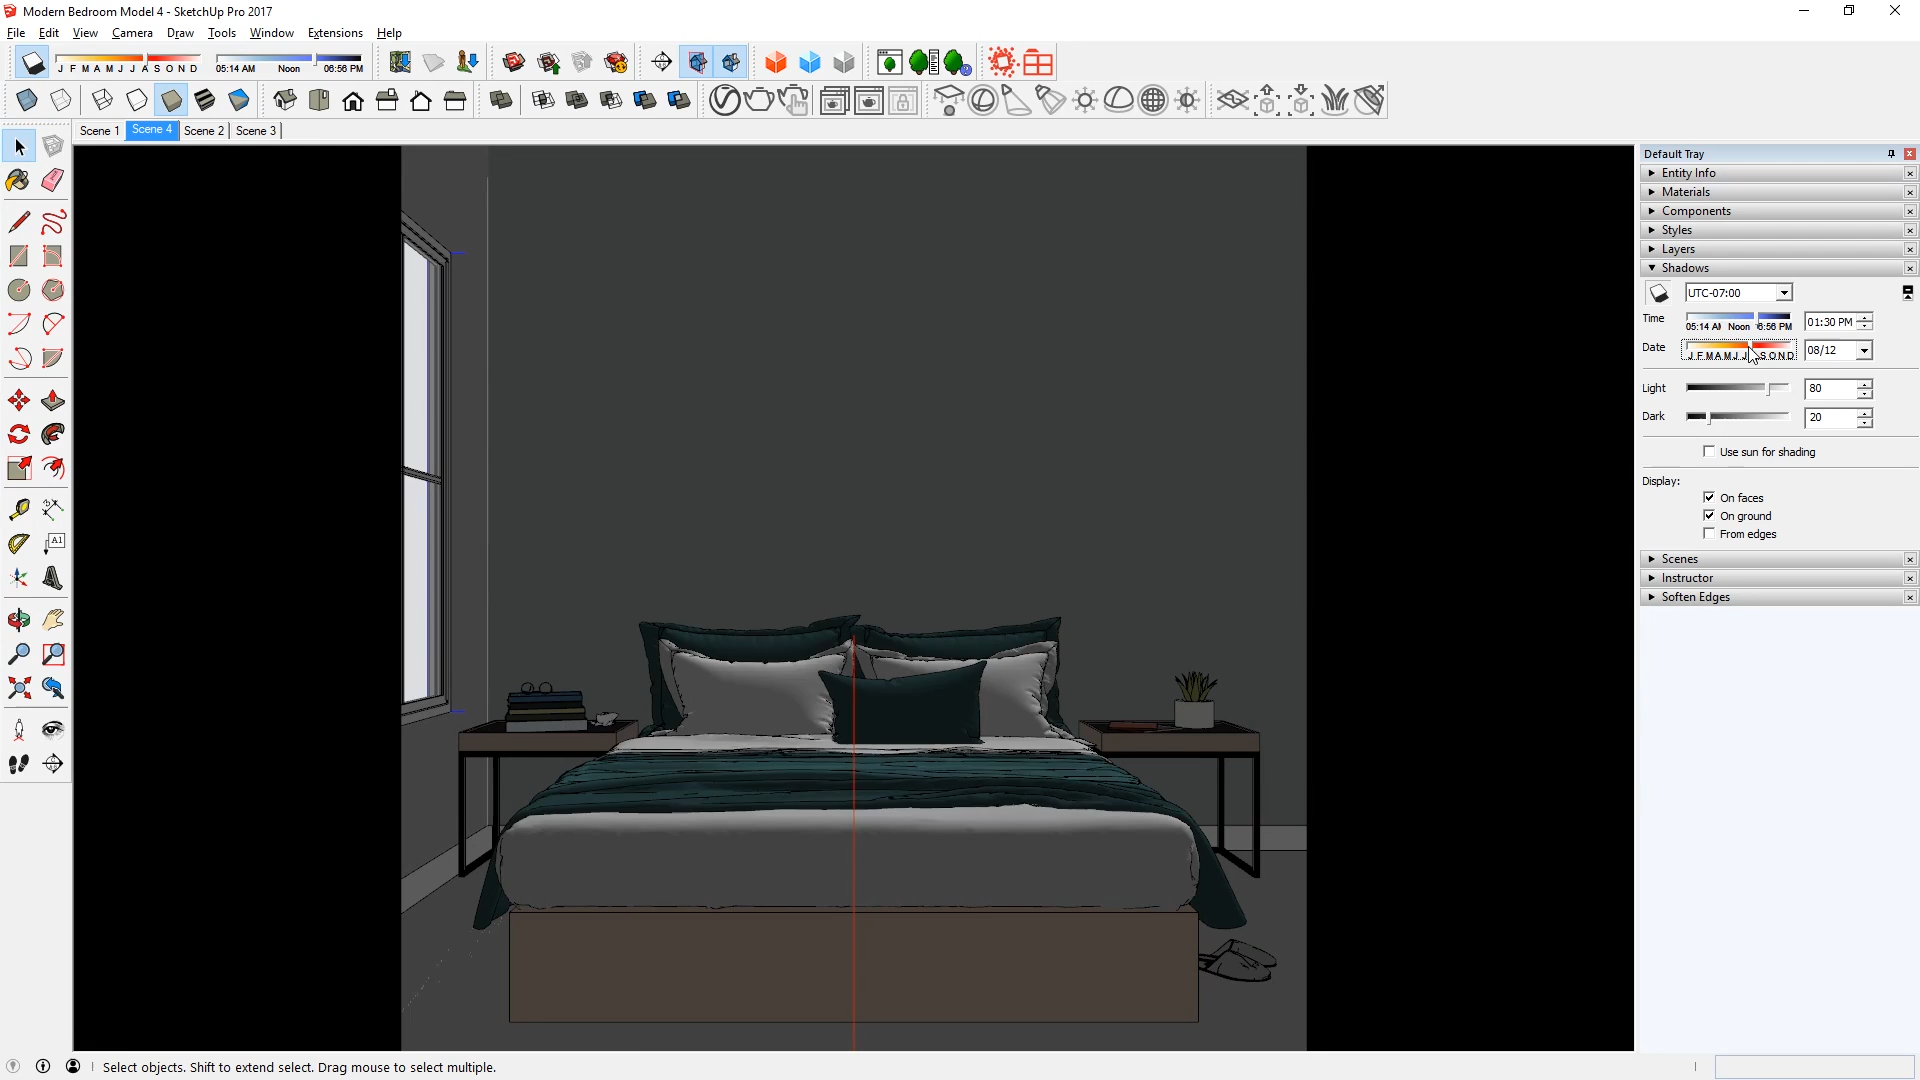 Modern Bedroom Model 4 - SketchUp Pro 2017
File Edit View Camera Draw Tools Window Extensions Help
J F M A M J J A S O N D 05:14 AM Noon 06:56 PM
Scene 1 Scene 4 Scene 2 Scene 3
A1
Default Tray
Entity Info
Materials
Components
Styles
Layers
Shadows
UTC-07:00
Time 05:14 AM Noon 6:56 PM 01:30 PM
Date J F M A M J J S O N D 08/12
Light 80
Dark 20
Use sun for shading
Display:
On faces
On ground
From edges
Scenes
Instructor
Soften Edges
Select objects. Shift to extend select. Drag mouse to select multiple.